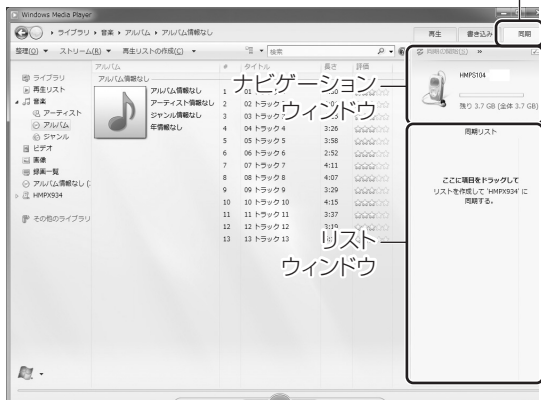 Windows Media Player
ライブラリ ▸ 音楽 ▸ アルバム ▸ アルバム情報なし
再生 書き込み 同期
整理(O) ▼ ストリーム(R) ▼ 再生リストの作成(C) ▼
検索
アルバム # タイトル 長さ 評価
ライブラリ
再生リスト
音楽
アーティスト
アルバム
ジャンル
ビデオ
画像
録画一覧
アルバム情報なし (
HMPX934
その他のライブラリ
アルバム情報なし
アルバム情報なし
アーティスト情報なし
ジャンル情報なし
年情報なし
1 01
2 02 トラック
3 03 トラック
4 04 トラック 4 3:26
5 05 トラック 5 3:58
6 06 トラック 6 2:52
7 07 トラック 7 4:11
8 08 トラック 8 4:07
9 09 トラック 9 3:29
10 10 トラック 10 4:15
11 11 トラック 11 3:37
12 12 トラック 12 3:19
13 13 トラック 13
ナビゲーション
ウィンドウ
リスト
ウィンドウ
HMPS104
残り 3.7 GB (全体 3.7 GB)
同期リスト
ここに項目をドラッグして
リストを作成して 'HMPX934' に
同期する。